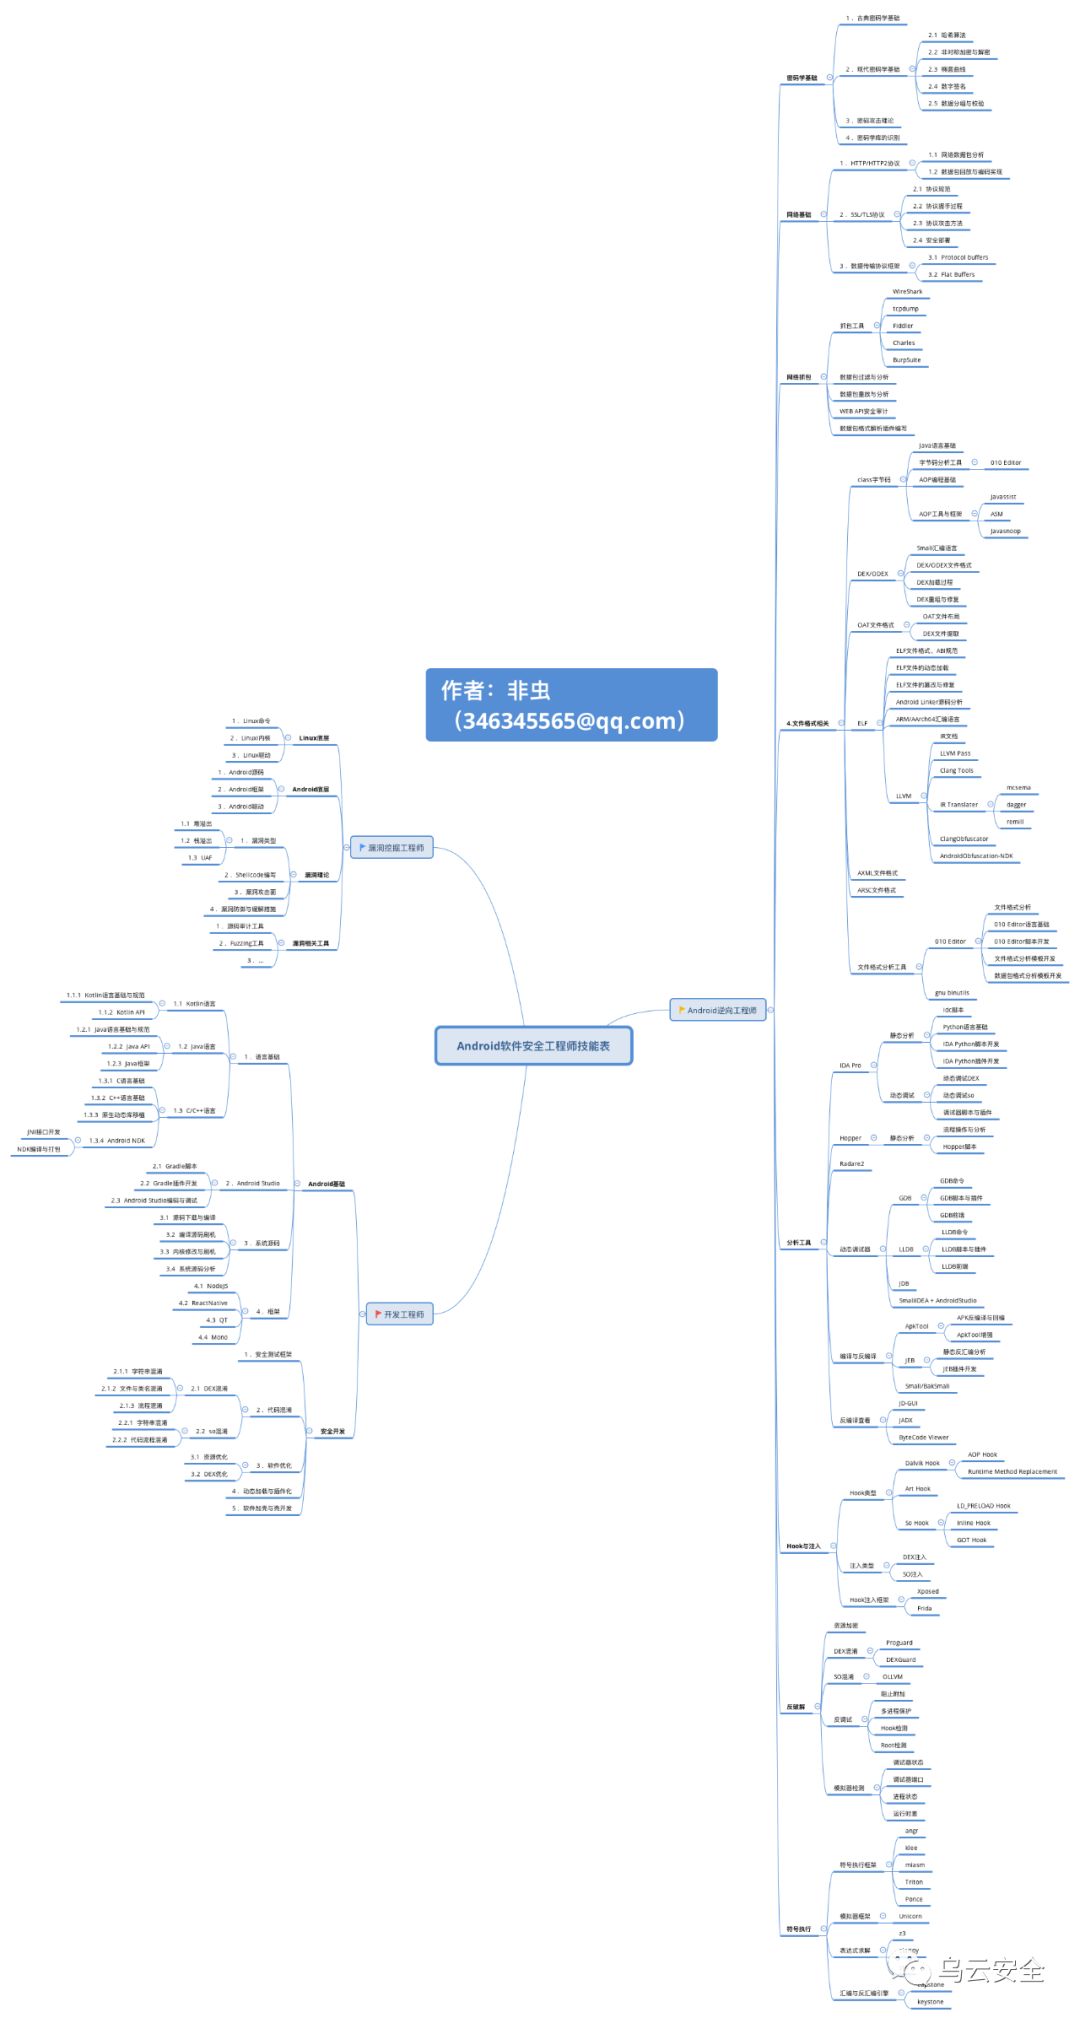 作者：非虫
（346345565@qq.com）
Android软件安全工程师技能表
漏洞挖掘工程师
Linux底层
1 . Linux命令
2 . Linux内核
3 . Linux驱动
Android底层
1 . Android源码
2 . Android框架
3 . Android驱动
漏洞理论
1 . 漏洞类型
1.1 堆溢出
1.2 栈溢出
1.3 UAF
2 . Shellcode编写
3 . 漏洞攻击面
4 . 漏洞防御与缓解措施
漏洞相关工具
1 . 源码审计工具
2 . Fuzzing工具
3 . ...
开发工程师
Android基础
1 . 语言基础
1.1 Kotlin语言
1.1.1 Kotlin语言基础与规范
1.1.2 Kotlin API
1.2 Java语言
1.2.1 Java语言基础与规范
1.2.2 Java API
1.2.3 Java框架
1.3 C/C++语言
1.3.1 C语言基础
1.3.2 C++语言基础
1.3.3 原生动态库移植
1.3.4 Android NDK
JNI接口开发
NDK编译与打包
2 . Android Studio
2.1 Gradle脚本
2.2 Gradle插件开发
2.3 Android Studio编码与调试
3 . 系统源码
3.1 源码下载与编译
3.2 编译源码刷机
3.3 内核修改与刷机
3.4 系统源码分析
4 . 框架
4.1 NodeJS
4.2 ReactNative
4.3 QT
4.4 Mono
安全开发
1 . 安全测试框架
2 . 代码混淆
2.1 DEX混淆
2.1.1 字符串混淆
2.1.2 文件与类名混淆
2.1.3 流程混淆
2.2 so混淆
2.2.1 字符串混淆
2.2.2 代码流程混淆
3 . 软件优化
3.1 资源优化
3.2 DEX优化
4 . 动态加载与插件化
5 . 软件加壳与壳开发
Android逆向工程师
密码学基础
1 . 古典密码学基础
2 . 现代密码学基础
2.1 哈希算法
2.2 非对称加密与解密
2.3 椭圆曲线
2.4 数字签名
2.5 数据分组与校验
3 . 密码攻击理论
4 . 密码学库的识别
网络基础
1 . HTTP/HTTP2协议
1.1 网络数据包分析
1.2 数据包回放与编码实现
2 . SSL/TLS协议
2.1 协议规范
2.2 协议握手过程
2.3 协议攻击方法
2.4 安全部署
3 . 数据传输协议框架
3.1 Protocol buffers
3.2 Flat Buffers
网络抓包
抓包工具
WireShark
tcpdump
Fiddler
Charles
BurpSuite
数据包过滤与分析
数据包重放与分析
WEB API安全审计
数据包格式解析插件编写
4.文件格式相关
class字节码
Java语言基础
字节码分析工具
010 Editor
AOP编程基础
AOP工具与框架
Javassist
ASM
Javasnoop
DEX/ODEX
Smali汇编语言
DEX/ODEX文件格式
DEX加载过程
DEX重组与修复
OAT文件格式
OAT文件布局
DEX文件提取
ELF
ELF文件格式、ABI规范
ELF文件的动态加载
ELF文件的篡改与修复
Android Linker源码分析
ARM/AArch64汇编语言
LLVM
IR文档
LLVM Pass
Clang Tools
IR Translater
mcsema
dagger
remill
ClangObfuscator
AndroidObfuscation-NDK
AXML文件格式
ARSC文件格式
文件格式分析工具
010 Editor
文件格式分析
010 Editor语言基础
010 Editor脚本开发
文件格式分析模板开发
数据包格式分析模板开发
gnu binutils
分析工具
IDA Pro
静态分析
idc脚本
Python语言基础
IDA Python脚本开发
IDA Python插件开发
动态调试
动态调试DEX
动态调试so
调试器脚本与插件
Hopper
静态分析
流程操作与分析
Hopper脚本
Radare2
动态调试器
GDB
GDB命令
GDB脚本与插件
GDB前端
LLDB
LLDB命令
LLDB脚本与插件
LLDB前端
JDB
SmaliIDEA + AndroidStudio
编译与反编译
ApkTool
APK反编译与回编
ApkTool增强
JEB
静态反汇编分析
JEB插件开发
Smali/BakSmali
反编译查看
JD-GUI
JADX
ByteCode Viewer
Hook与注入
Hook类型
Dalvik Hook
AOP Hook
Runtime Method Replacement
Art Hook
So Hook
LD_PRELOAD Hook
Inline Hook
GOT Hook
注入类型
DEX注入
SO注入
Hook注入框架
Xposed
Frida
反破解
资源加密
DEX混淆
Proguard
DEXGuard
SO混淆
OLLVM
反调试
阻止附加
多进程保护
Hook检测
Root检测
模拟器检测
调试器状态
调试器端口
进程状态
运行时差
符号执行
符号执行框架
angr
klee
miasm
Triton
Ponce
模拟器框架
Unicorn
表达式求解
z3
汇编与反汇编引擎
keystone
乌云安全